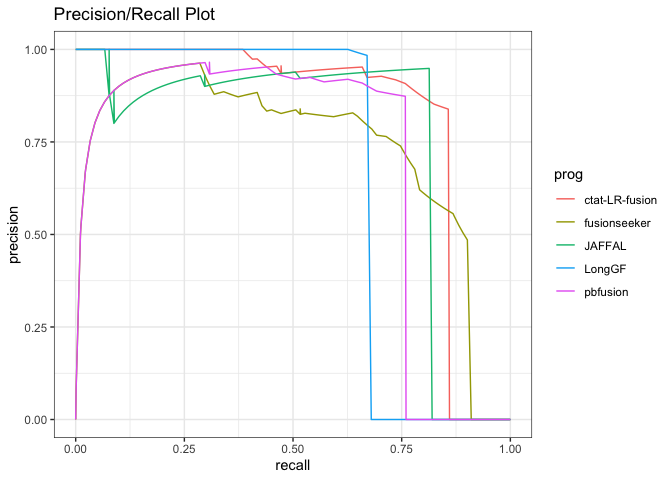 Precision/Recall Plot
1.00
0.75
0.50
0.25
0.00
precision
0.00
0.25
0.50
0.75
1.00
recall
prog
ctat-LR-fusion
fusionseeker
JAFFAL
LongGF
pbfusion